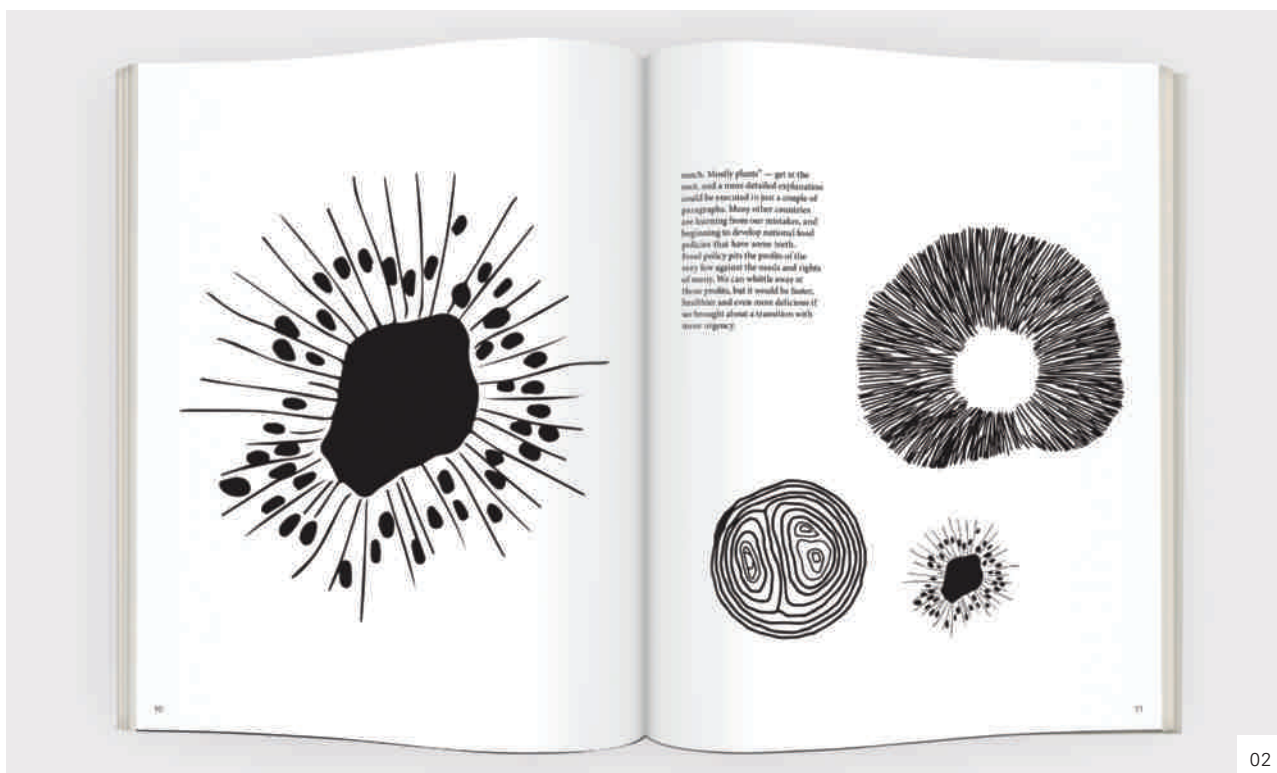 much. Mostly plants" — get at the
root, and a more detailed explanation
could be executed in just a couple of
paragraphs. Many other countries
are learning from our mistakes, and
beginning to develop national food
policies that have some teeth.
Food policy pits the profits of the
very few against the needs and rights
of many. We can whittle away at
those profits, but it would be faster,
healthier and even more delicious if
we brought about a transition with
more urgency.
10
11
02